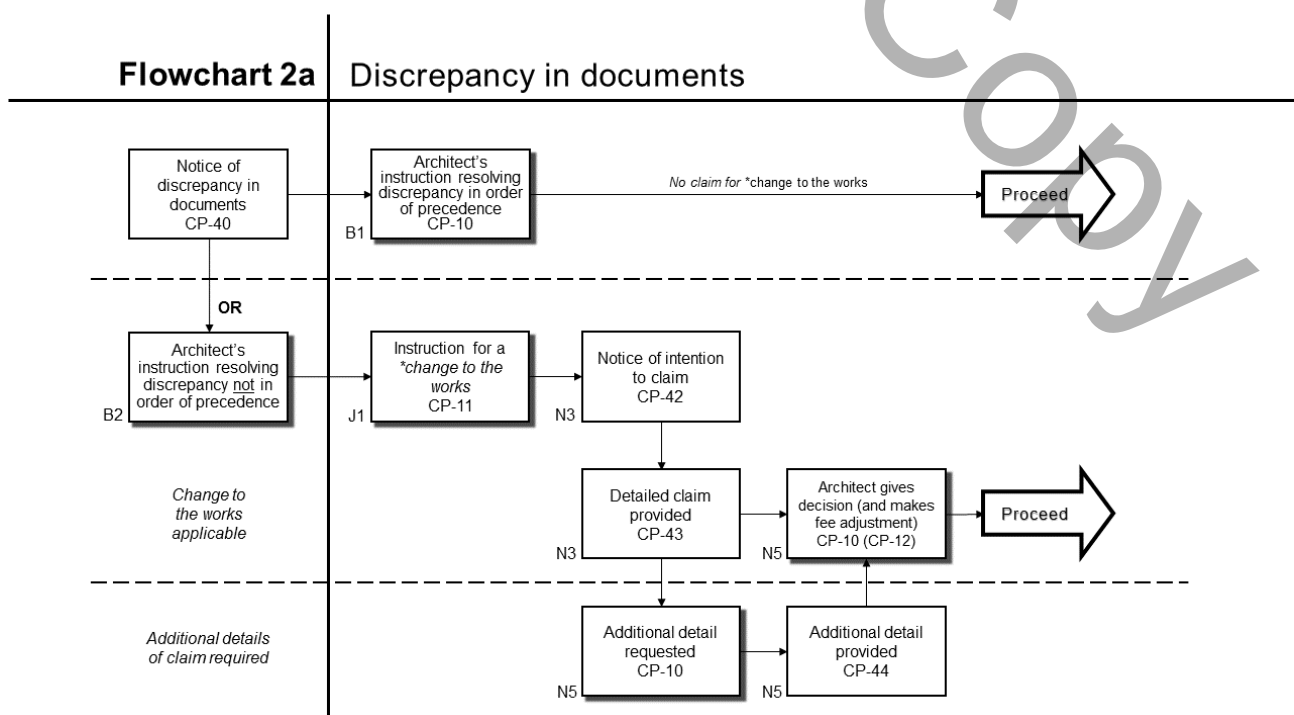 Copy
Flowchart 2a
Discrepancy in documents
Notice of
discrepancy in
documents
CP-40
Architect's
instruction resolving
discrepancy in order
of precedence
CP-10
B1
No claim for *change to the works
Proceed
OR
Architect's
instruction resolving
discrepancy not in
order of precedence
B2
Instruction for a
*change to the
works
CP-11
J1
Notice of intention
to claim
CP-42
N3
Change to
the works
applicable
Detailed claim
provided
CP-43
N3
Architect gives
decision (and makes
fee adjustment)
CP-10 (CP-12)
N5
Proceed
Additional details
of claim required
Additional detail
requested
CP-10
N5
Additional detail
provided
CP-44
N5